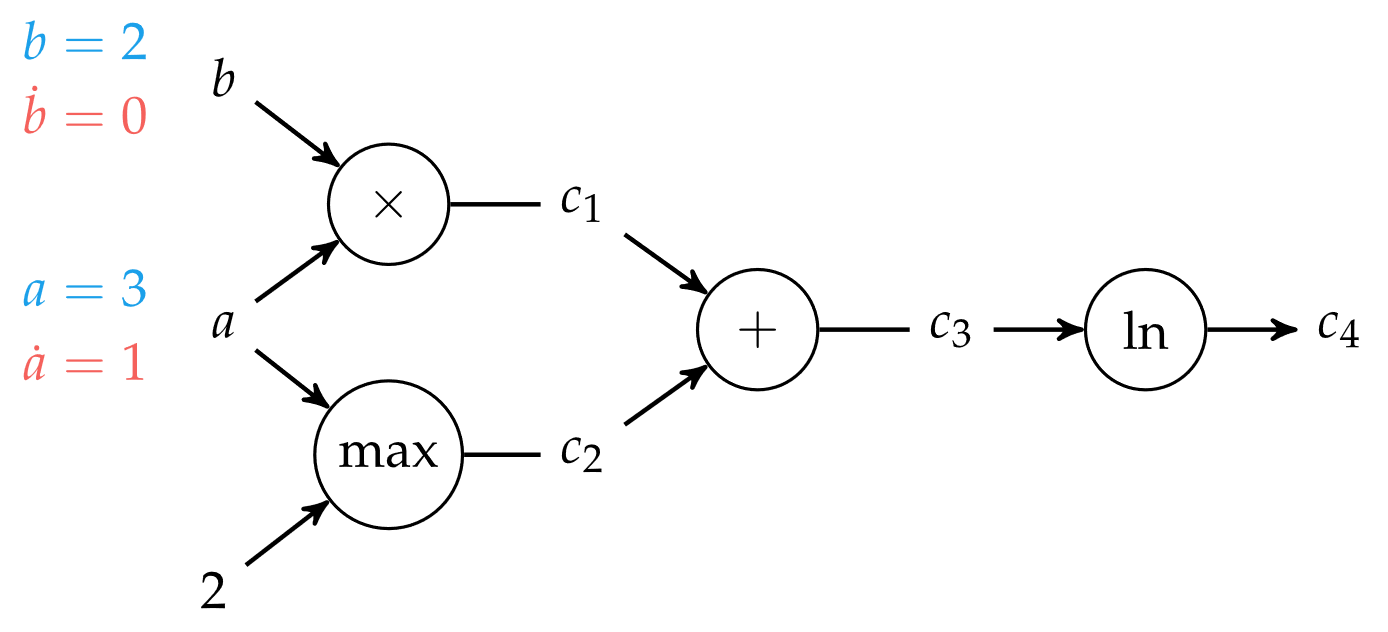 b = 2
ḃ = 0
b
×
c₁
a = 3
ȧ = 1
a
+
c₃
ln
c₄
max
c₂
2